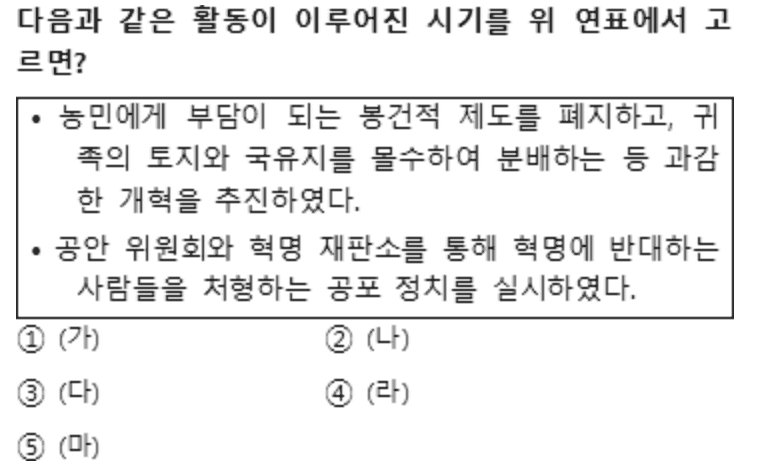 다음과 같은 활동이 이루어진 시기를 위 연표에서 고
르면?
• 농민에게 부담이 되는 봉건적 제도를 폐지하고, 귀
족의 토지와 국유지를 몰수하여 분배하는 등 과감
한 개혁을 추진하였다.
• 공안 위원회와 혁명 재판소를 통해 혁명에 반대하는
사람들을 처형하는 공포 정치를 실시하였다.
① (가) ② (나)
③ (다) ④ (라)
⑤ (마)